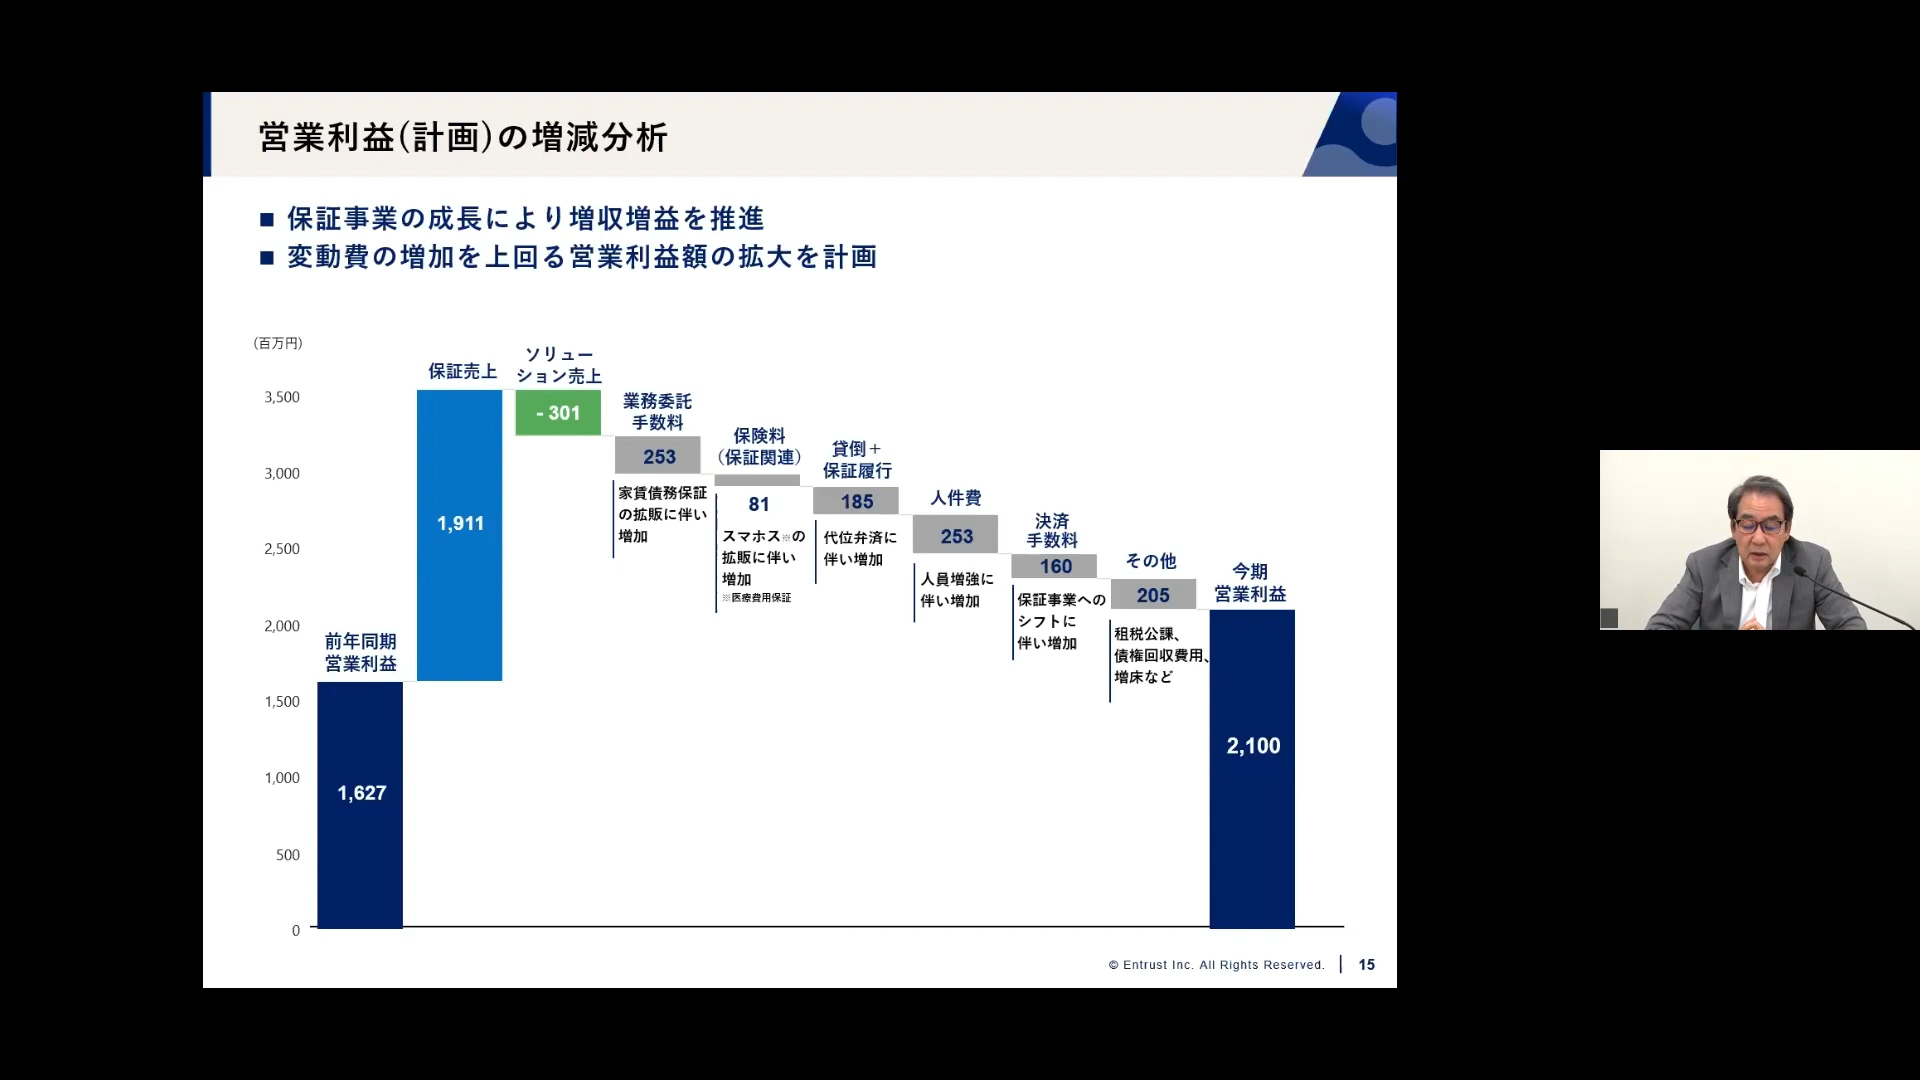 営業利益(計画)の増減分析
■ 保証事業の成長により増収増益を推進
■ 変動費の増加を上回る営業利益額の拡大を計画
(百万円)
3,500
3,000
2,500
2,000
1,500
1,000
500
0
前年同期
営業利益
1,627
保証売上
1,911
ソリュー
ション売上
- 301
業務委託
手数料
253
家賃債務保証
の拡販に伴い
増加
保険料
(保証関連)
81
スマホス※の
拡販に伴い
増加
※医療費用保証
貸倒＋
保証履行
185
代位弁済に
伴い増加
人件費
253
人員増強に
伴い増加
決済
手数料
160
保証事業への
シフトに
伴い増加
その他
205
租税公課、
債権回収費用、
増床など
今期
営業利益
2,100
© Entrust Inc. All Rights Reserved.
15